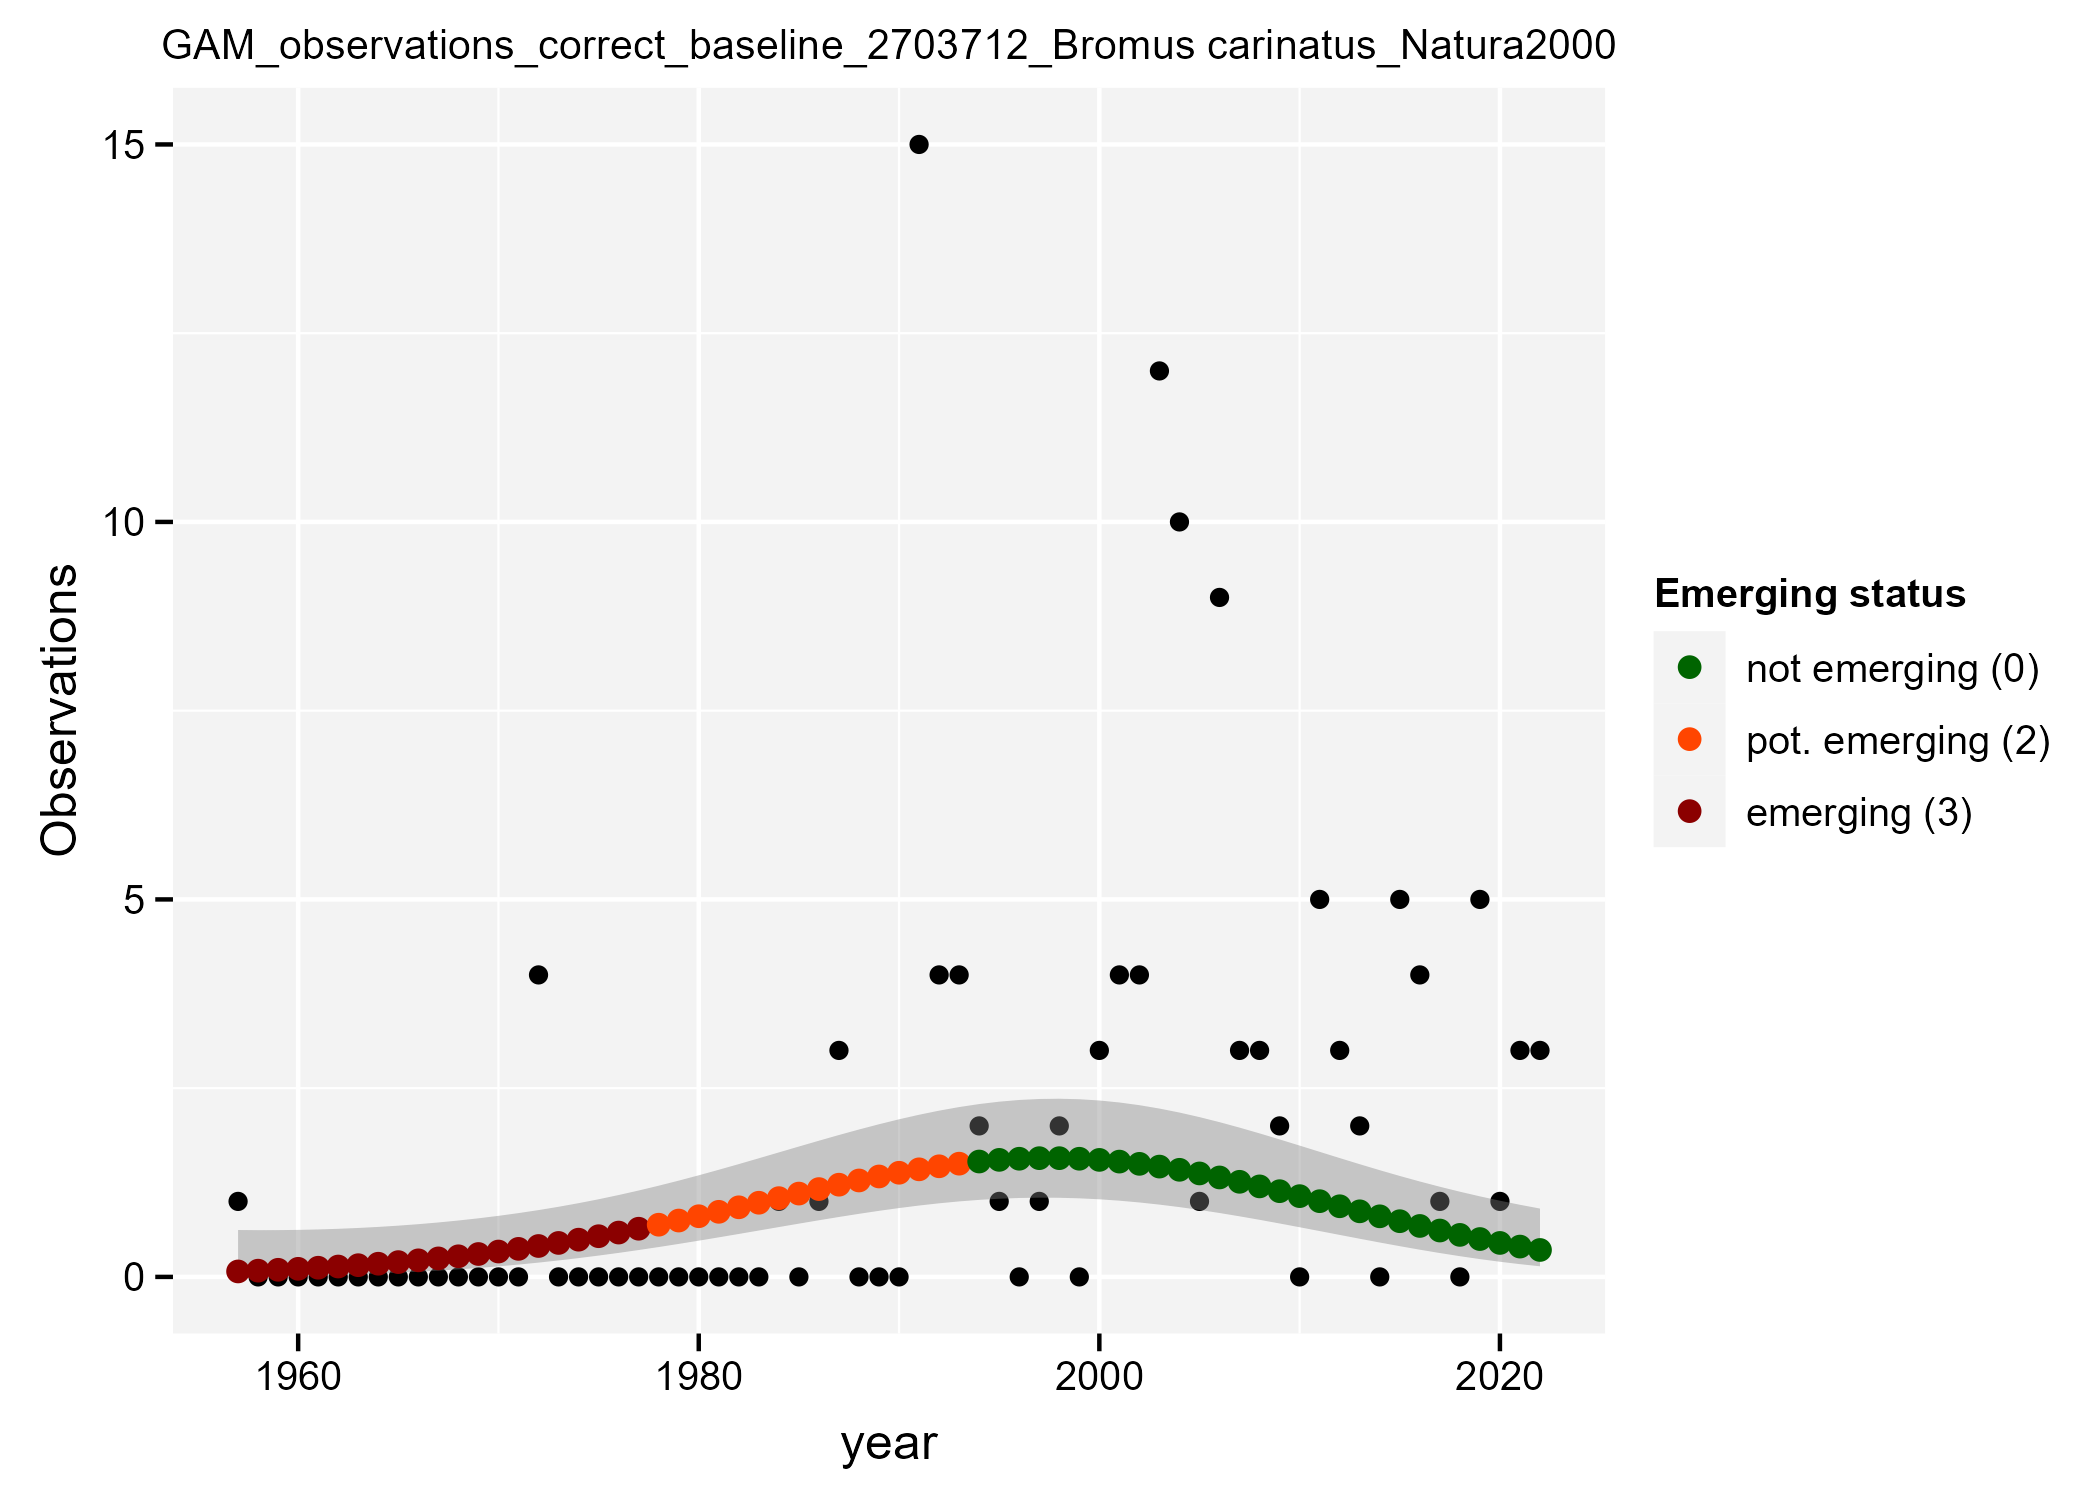 GAM_observations_correct_baseline_2703712_Bromus carinatus_Natura2000
15
10
5
0
Observations
1960
1980
2000
2020
year
Emerging status
not emerging (0)
pot. emerging (2)
emerging (3)